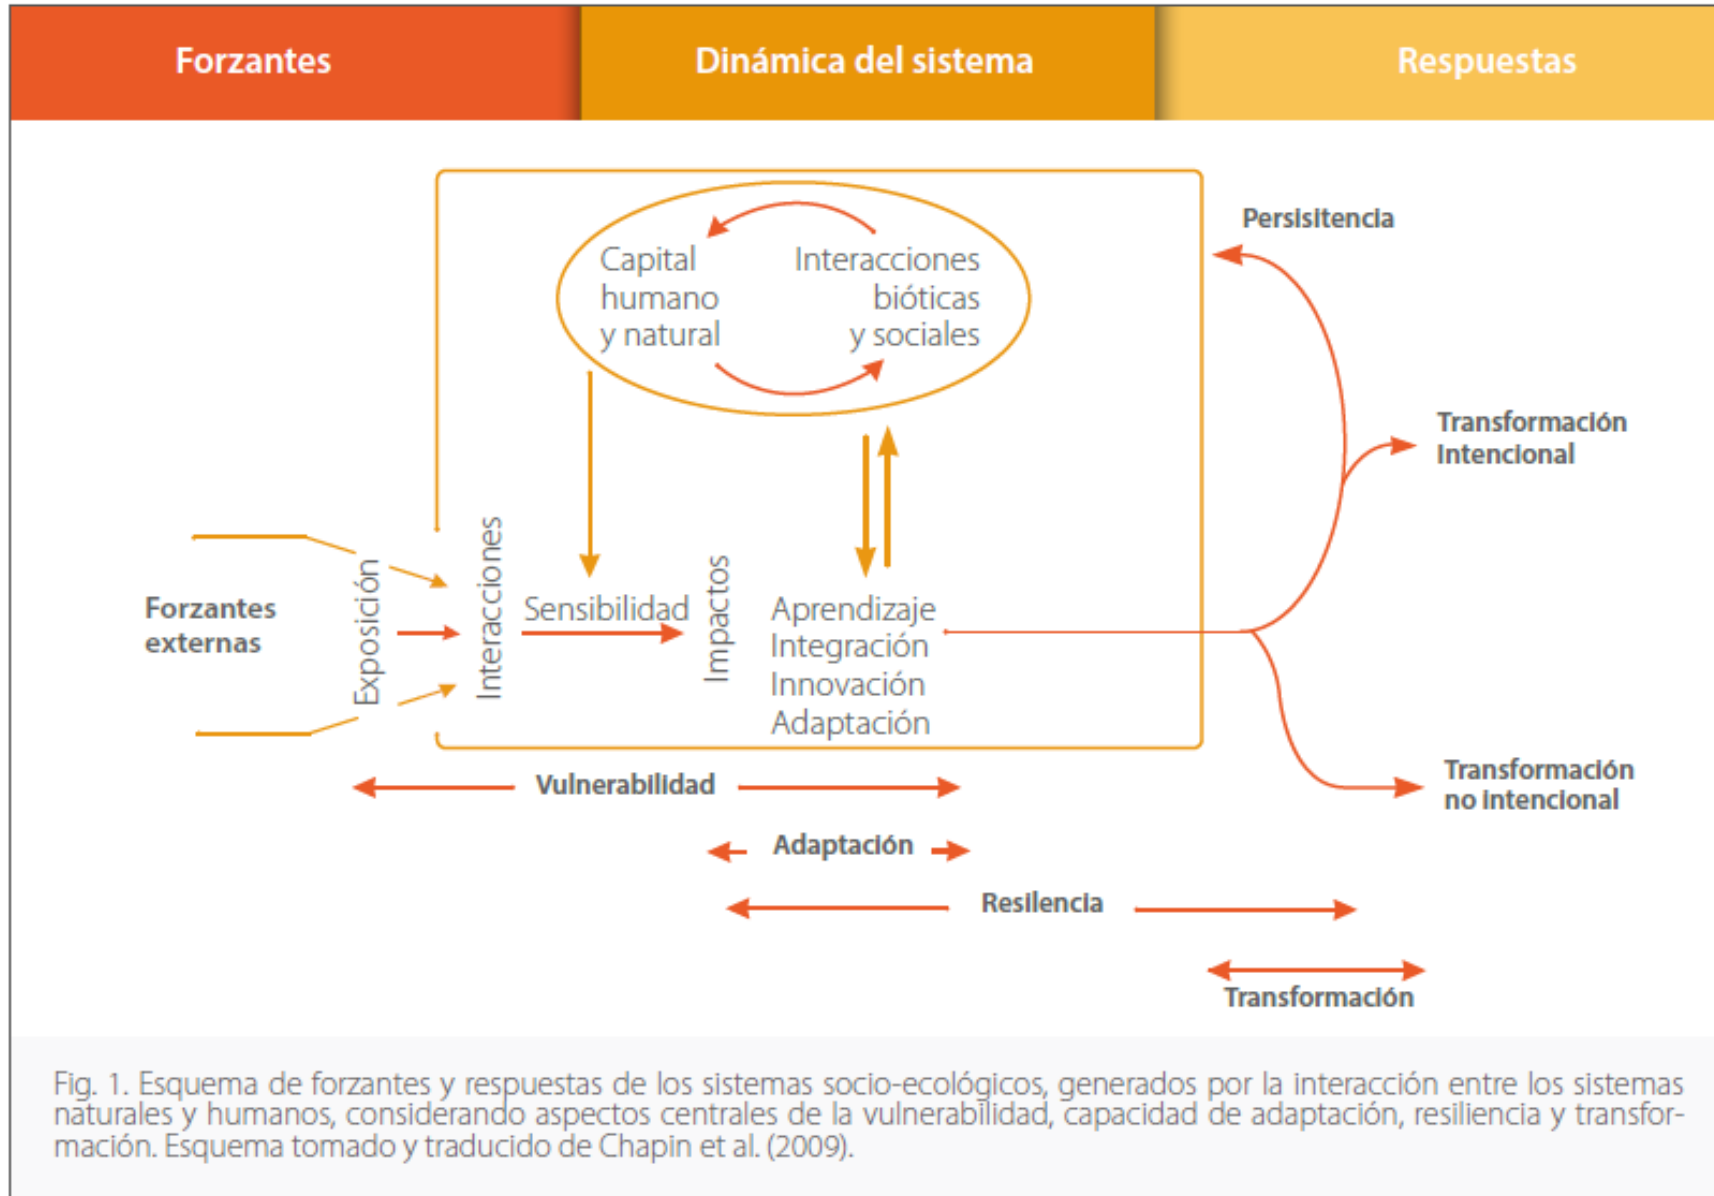 Forzantes
Dinámica del sistema
Respuestas
Capital
humano
y natural
Interacciones
bióticas
y sociales
Persisitencia
Transformación
Intencional
Forzantes
externas
Exposición
Interacciones
Sensibilidad
Impactos
Aprendizaje
Integración
Innovación
Adaptación
Transformación
no intencional
Vulnerabilidad
Adaptación
Resilencia
Transformación
Fig. 1. Esquema de forzantes y respuestas de los sistemas socio-ecológicos, generados por la interacción entre los sistemas
naturales y humanos, considerando aspectos centrales de la vulnerabilidad, capacidad de adaptación, resiliencia y transfor-
mación. Esquema tomado y traducido de Chapin et al. (2009).